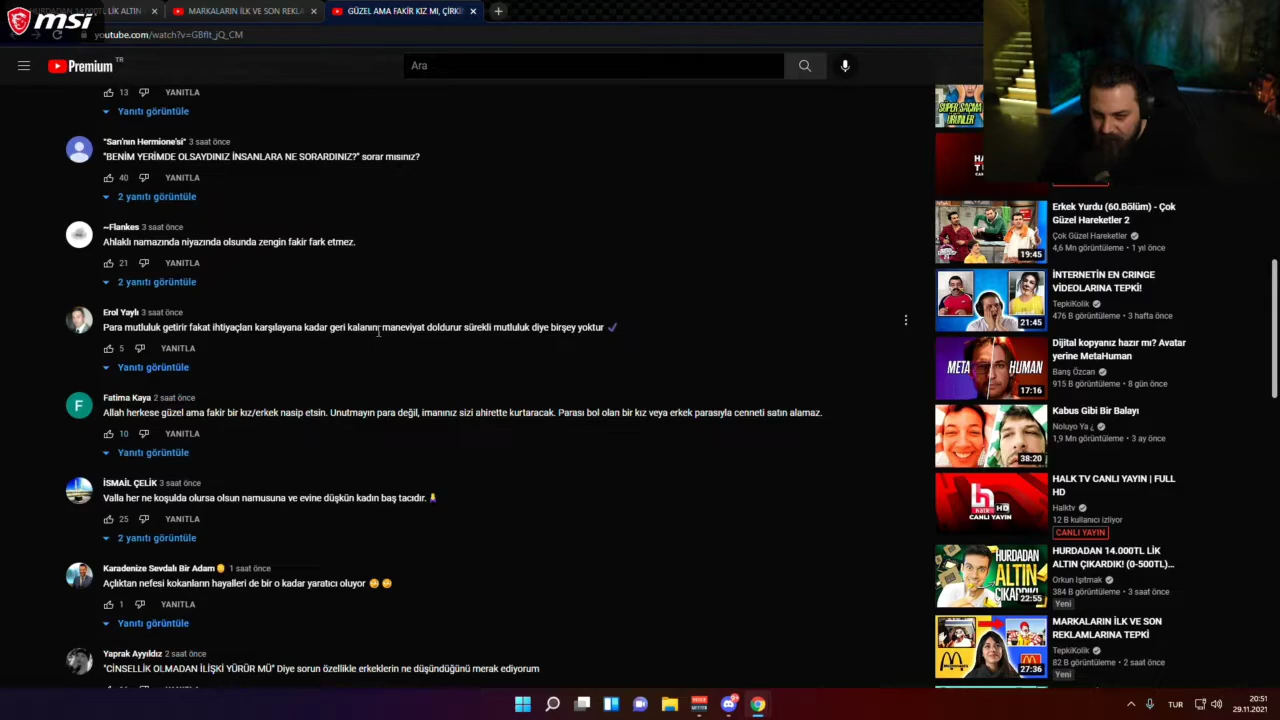 msi
HURDADAN 14.000TL LİK ALTIN
MARKALARIN İLK VE SON REKLA
GÜZEL AMA FAKİR KIZ MI, ÇİRKİ
youtube.com/watch?v=GBflt_jQ_CM
Premium TR
Ara
13 YANITLA
Yanıtı görüntüle
"Sarı'nın Hermione'si" 3 saat önce
"BENİM YERİMDE OLSAYDINIZ İNSANLARA NE SORARDINIZ?" sorar mısınız?
40 YANITLA
2 yanıtı görüntüle
~Flankes 3 saat önce
Ahlaklı namazında niyazında olsunda zengin fakir fark etmez.
21 YANITLA
2 yanıtı görüntüle
Erol Yaylı 3 saat önce
Para mutluluk getirir fakat ihtiyaçları karşılayana kadar geri kalanını maneviyat doldurur sürekli mutluluk diye birşey yoktur
5 YANITLA
Yanıtı görüntüle
F
Fatima Kaya 2 saat önce
Allah herkese güzel ama fakir bir kız/erkek nasip etsin. Unutmayın para değil, imanınız sizi ahirette kurtaracak. Parası bol olan bir kız veya erkek parasıyla cenneti satın alamaz.
10 YANITLA
Yanıtı görüntüle
İSMAİL ÇELİK 3 saat önce
Valla her ne koşulda olursa olsun namusuna ve evine düşkün kadın baş tacıdır.
25 YANITLA
2 yanıtı görüntüle
Karadenize Sevdalı Bir Adam 1 saat önce
Açlıktan nefesi kokanların hayalleri de bir o kadar yaratıcı oluyor
1 YANITLA
Yanıtı görüntüle
Yaprak Ayyıldız 2 saat önce
"CİNSELLİK OLMADAN İLİŞKİ YÜRÜR MÜ" Diye sorun özellikle erkeklerin ne düşündüğünü merak ediyorum
SÜPER SAÇMA
ÜRÜNLER
Erkek Yurdu (60.Bölüm) - Çok
Güzel Hareketler 2
Çok Güzel Hareketler
4,6 Mn görüntüleme • 1 yıl önce
19:45
İNTERNETİN EN CRINGE
VİDEOLARINA TEPKİ!
TepkiKolik
476 B görüntüleme • 3 hafta önce
21:45
META HUMAN
Dijital kopyanız hazır mı? Avatar
yerine MetaHuman
Barış Özcan
915 B görüntüleme • 8 gün önce
17:16
Kabus Gibi Bir Balayı
Noluyo Ya ¿
1,9 Mn görüntüleme • 3 ay önce
38:20
HALK TV CANLI YAYIN | FULL
HD
Halktv
12 B kullanıcı izliyor
CANLI YAYIN
HD
CANLI YAYIN
HURDADAN 14.000TL LİK
ALTIN ÇIKARDIK! (0-500TL)...
Orkun Işıtmak
384 B görüntüleme • 3 saat önce
Yeni
HURDADAN
ALTIN
ÇIKARDIK!
22:55
MARKALARIN İLK VE SON
REKLAMLARINA TEPKİ
TepkiKolik
82 B görüntüleme • 2 saat önce
Yeni
27:36
TUR
20:51
29.11.2021